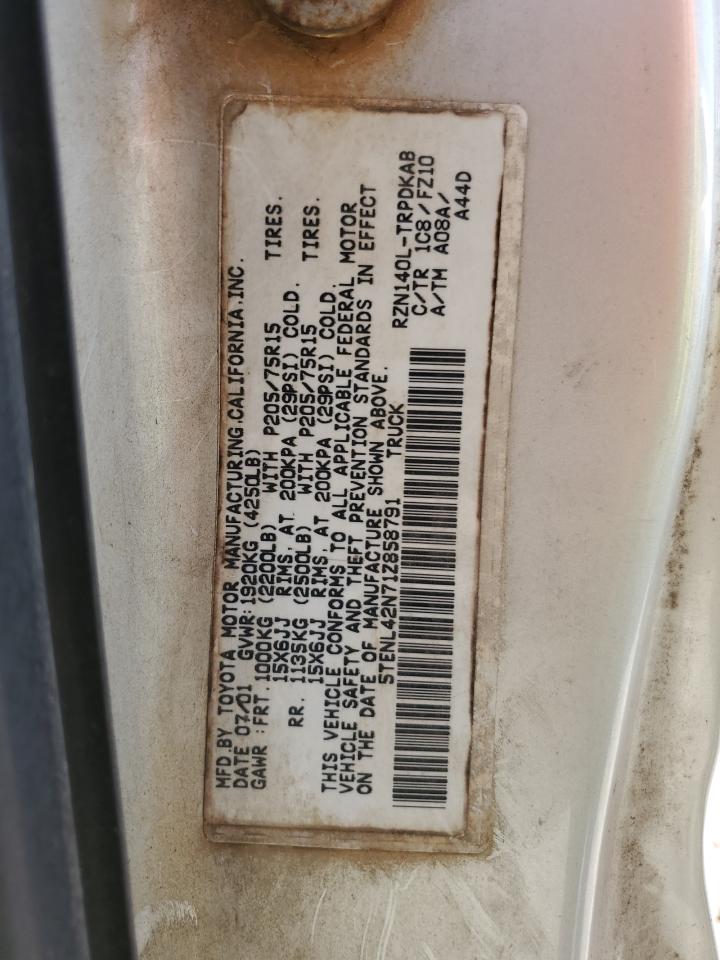 MFD.BY TOYOTA MOTOR MANUFACTURING.CALIFORNIA.INC.
DATE 07/01 GVWR:1920KG (4250LB)
GAWR :FRT.1000KG (2200LB) WITH P205/75R15 TIRES.
15X6JJ RIMS, AT 200KPA (29PSI) COLD.
RR. 1135KG (2500LB) WITH P205/75R15 TIRES.
15X6JJ RIMS, AT 200KPA (29PSI) COLD.
THIS VEHICLE CONFORMS TO ALL APPLICABLE FEDERAL MOTOR
VEHICLE SAFETY AND THEFT PREVENTION STANDARDS IN EFFECT
ON THE DATE OF MANUFACTURE SHOWN ABOVE.
5TENL42N71Z858791 TRUCK
RZN140L-TRPDKAB
C/TR 1C8/FZ10
A/TM A08A/
A44D